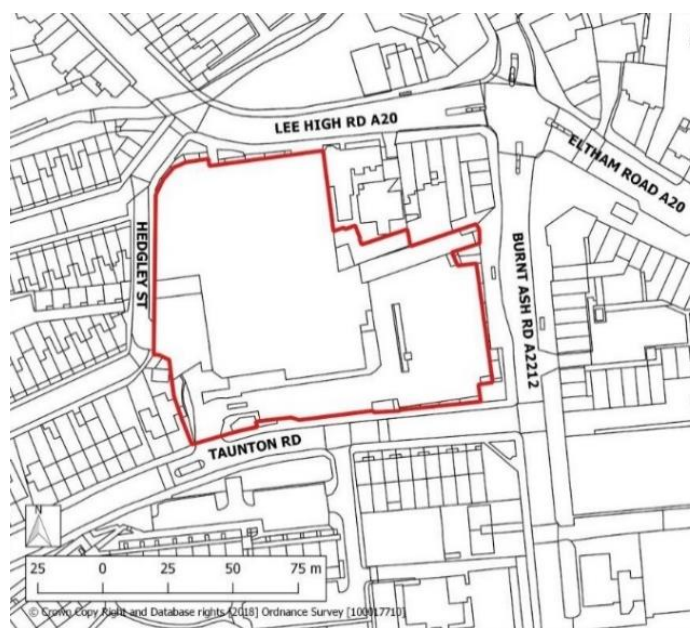 LEE HIGH RD A20
ELTHAM ROAD A20
HEDGLEY ST
BURNT ASH RD A2212
TAUNTON RD
N
25 0 25 50 75 m
© Crown Copy Right and Database rights [2018] Ordnance Survey [100017710]